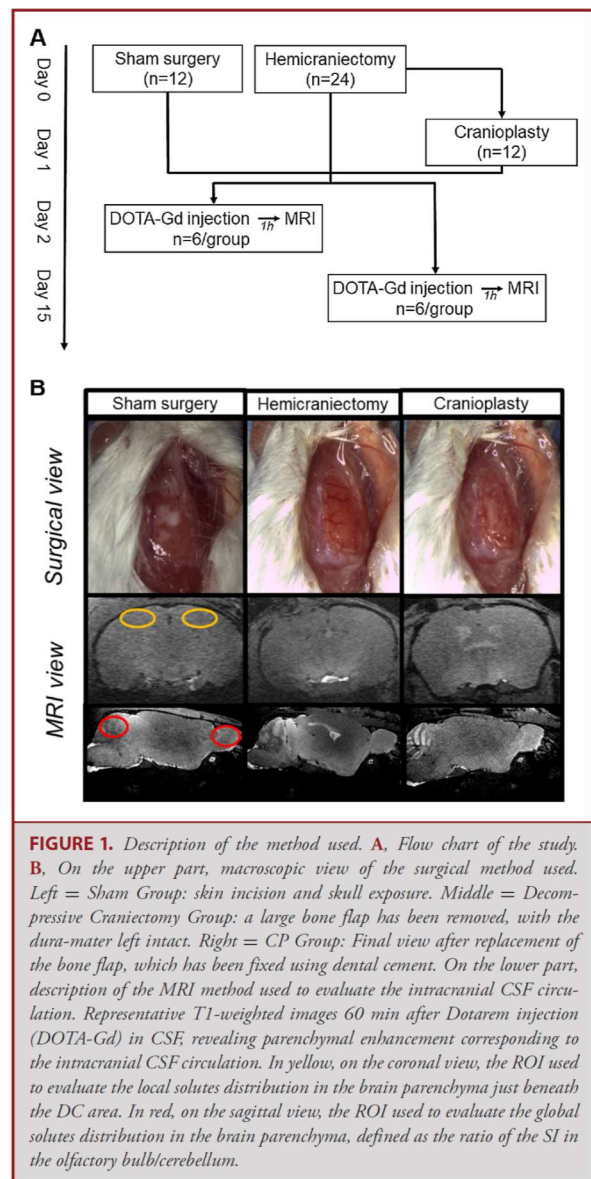 A
Day 0
Day 1
Day 2
Day 15
Sham surgery
(n=12)
Hemicraniectomy
(n=24)
Cranioplasty
(n=12)
DOTA-Gd injection 1h MRI
n=6/group
DOTA-Gd injection 1h MRI
n=6/group
B
Sham surgery
Hemicraniectomy
Cranioplasty
Surgical view
MRI view
FIGURE 1. Description of the method used. A, Flow chart of the study.
B, On the upper part, macroscopic view of the surgical method used.
Left = Sham Group: skin incision and skull exposure. Middle = Decom-
pressive Craniectomy Group: a large bone flap has been removed, with the
dura-mater left intact. Right = CP Group: Final view after replacement of
the bone flap, which has been fixed using dental cement. On the lower part,
description of the MRI method used to evaluate the intracranial CSF circu-
lation. Representative T1-weighted images 60 min after Dotarem injection
(DOTA-Gd) in CSF, revealing parenchymal enhancement corresponding to
the intracranial CSF circulation. In yellow, on the coronal view, the ROI used
to evaluate the local solutes distribution in the brain parenchyma just beneath
the DC area. In red, on the sagittal view, the ROI used to evaluate the global
solutes distribution in the brain parenchyma, defined as the ratio of the SI in
the olfactory bulb/cerebellum.